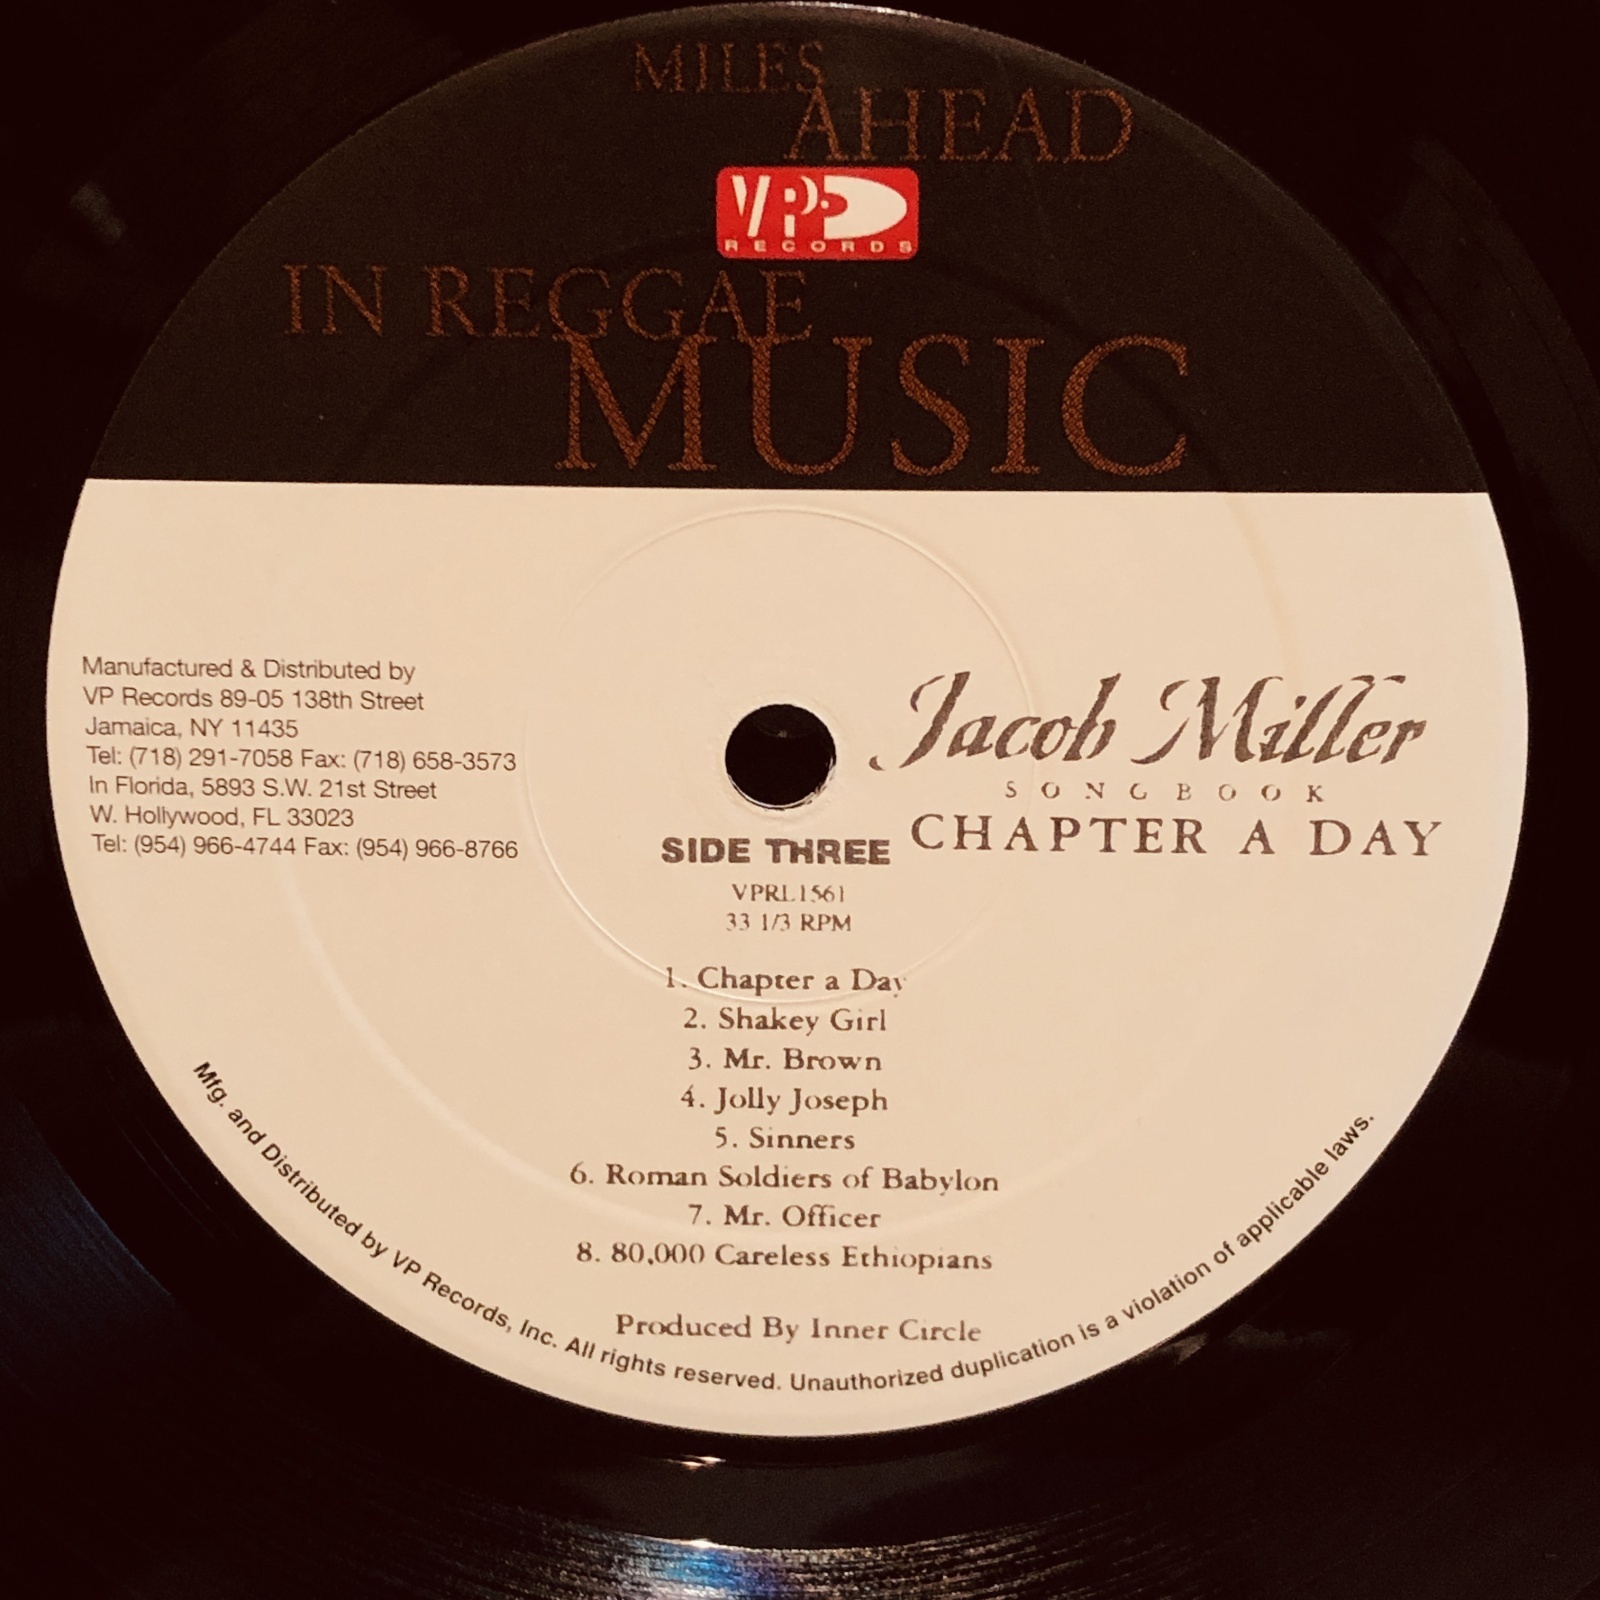 MILES
AHEAD
VP
RECORDS
IN REGGAE
MUSIC
Manufactured & Distributed by
VP Records 89-05 138th Street
Jamaica, NY 11435
Tel: (718) 291-7058 Fax: (718) 658-3573
In Florida, 5893 S.W. 21st Street
W. Hollywood, FL 33023
Tel: (954) 966-4744 Fax: (954) 966-8766
Jacob Miller
SONGBOOK
CHAPTER A DAY
SIDE THREE
VPRL1561
33 1/3 RPM
1. Chapter a Day
2. Shakey Girl
3. Mr. Brown
4. Jolly Joseph
5. Sinners
6. Roman Soldiers of Babylon
7. Mr. Officer
8. 80,000 Careless Ethiopians
Produced By Inner Circle
Mfg. and Distributed by VP Records, Inc. All rights reserved. Unauthorized duplication is a violation of applicable laws.